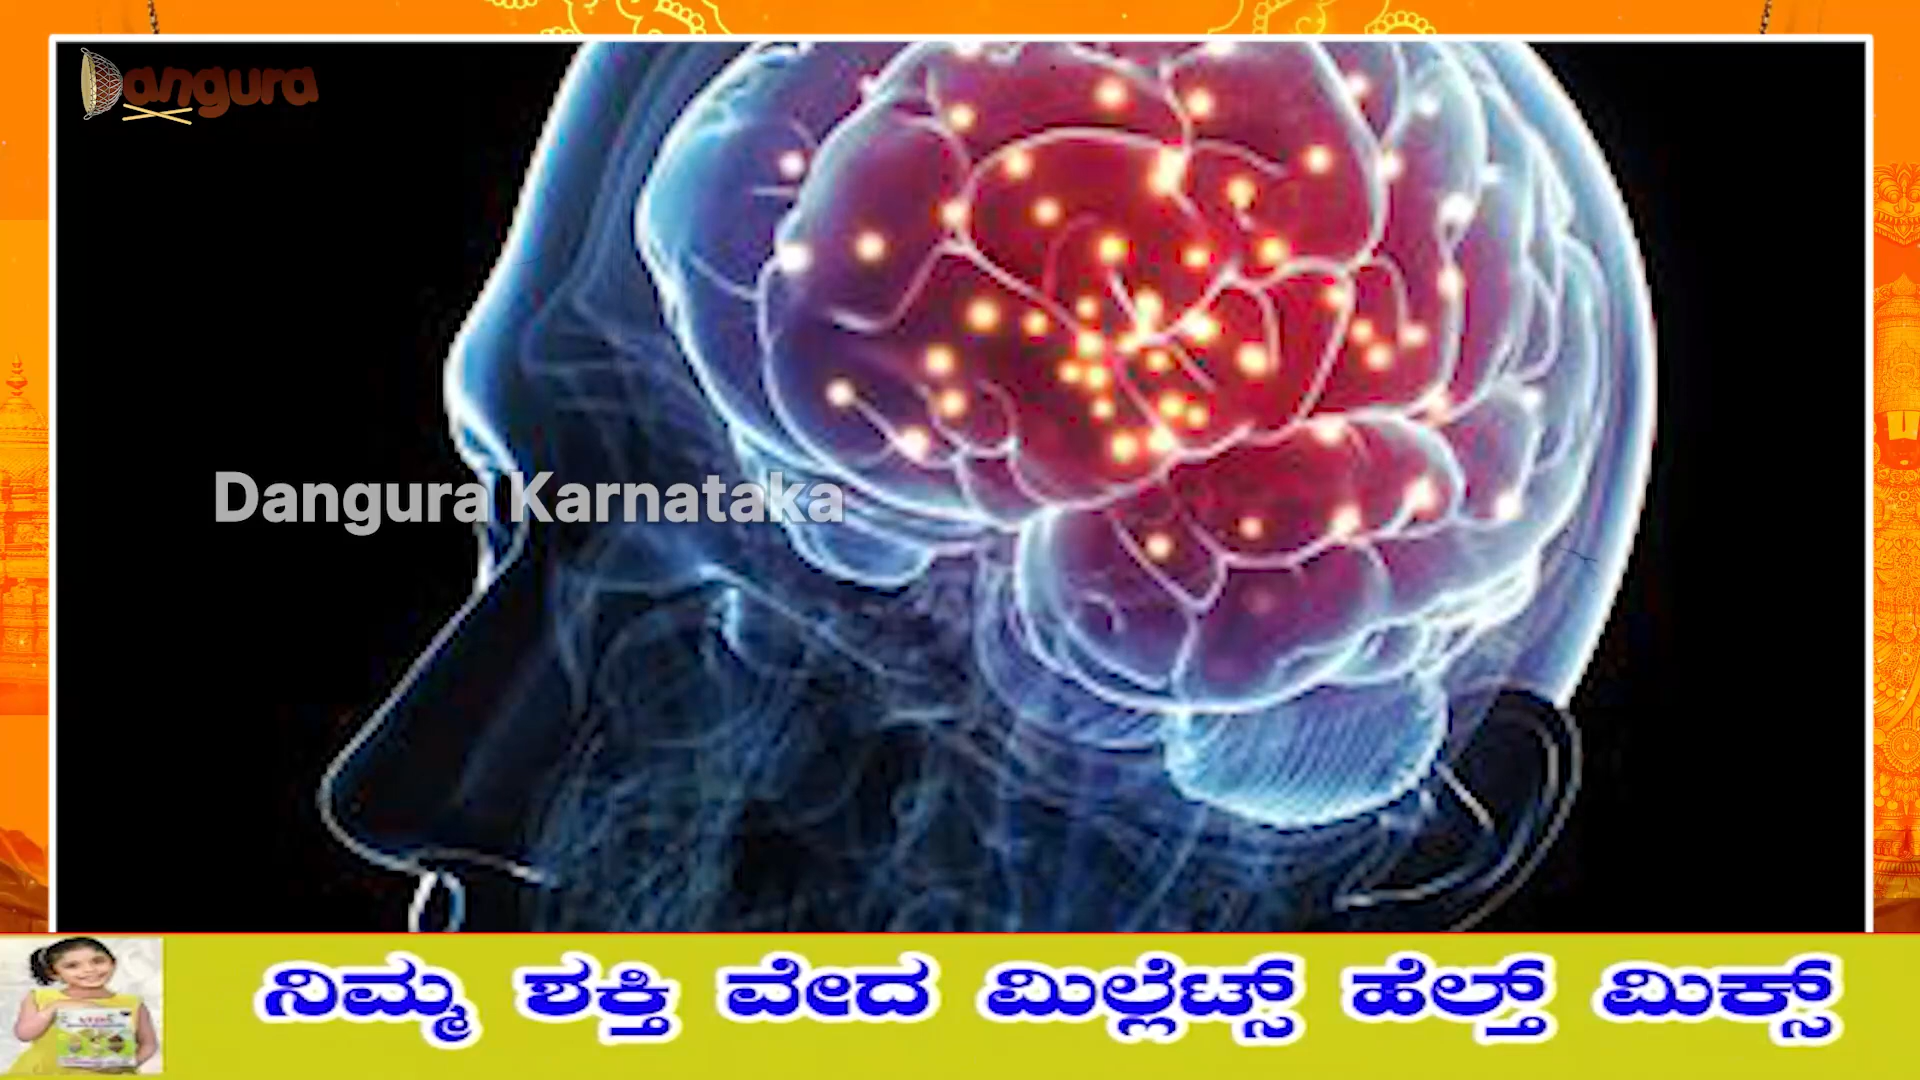 Dangura
Dangura Karnataka
ನಿಮ್ಮ ಶಕ್ತಿ ವೇದ ಮಿಲ್ಲೆಟ್ಸ್ ಹೆಲ್ತ್ ಮಿಕ್ಸ್